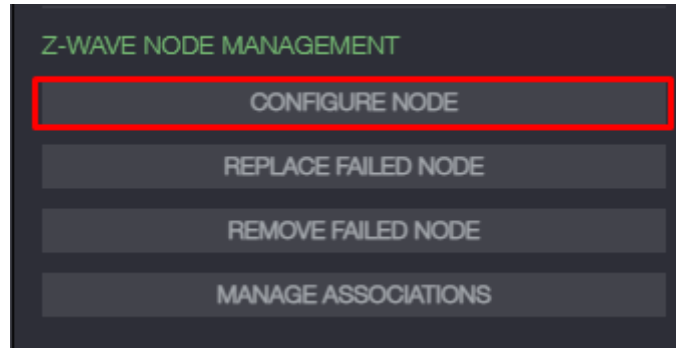 Z-WAVE NODE MANAGEMENT
CONFIGURE NODE
REPLACE FAILED NODE
REMOVE FAILED NODE
MANAGE ASSOCIATIONS